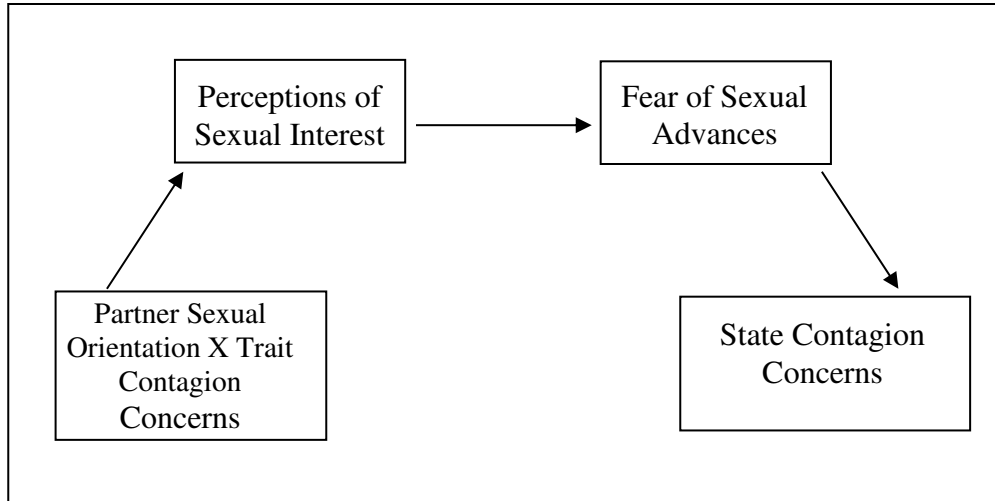 Perceptions of
Sexual Interest
Fear of Sexual
Advances
Partner Sexual
Orientation X Trait
Contagion
Concerns
State Contagion
Concerns